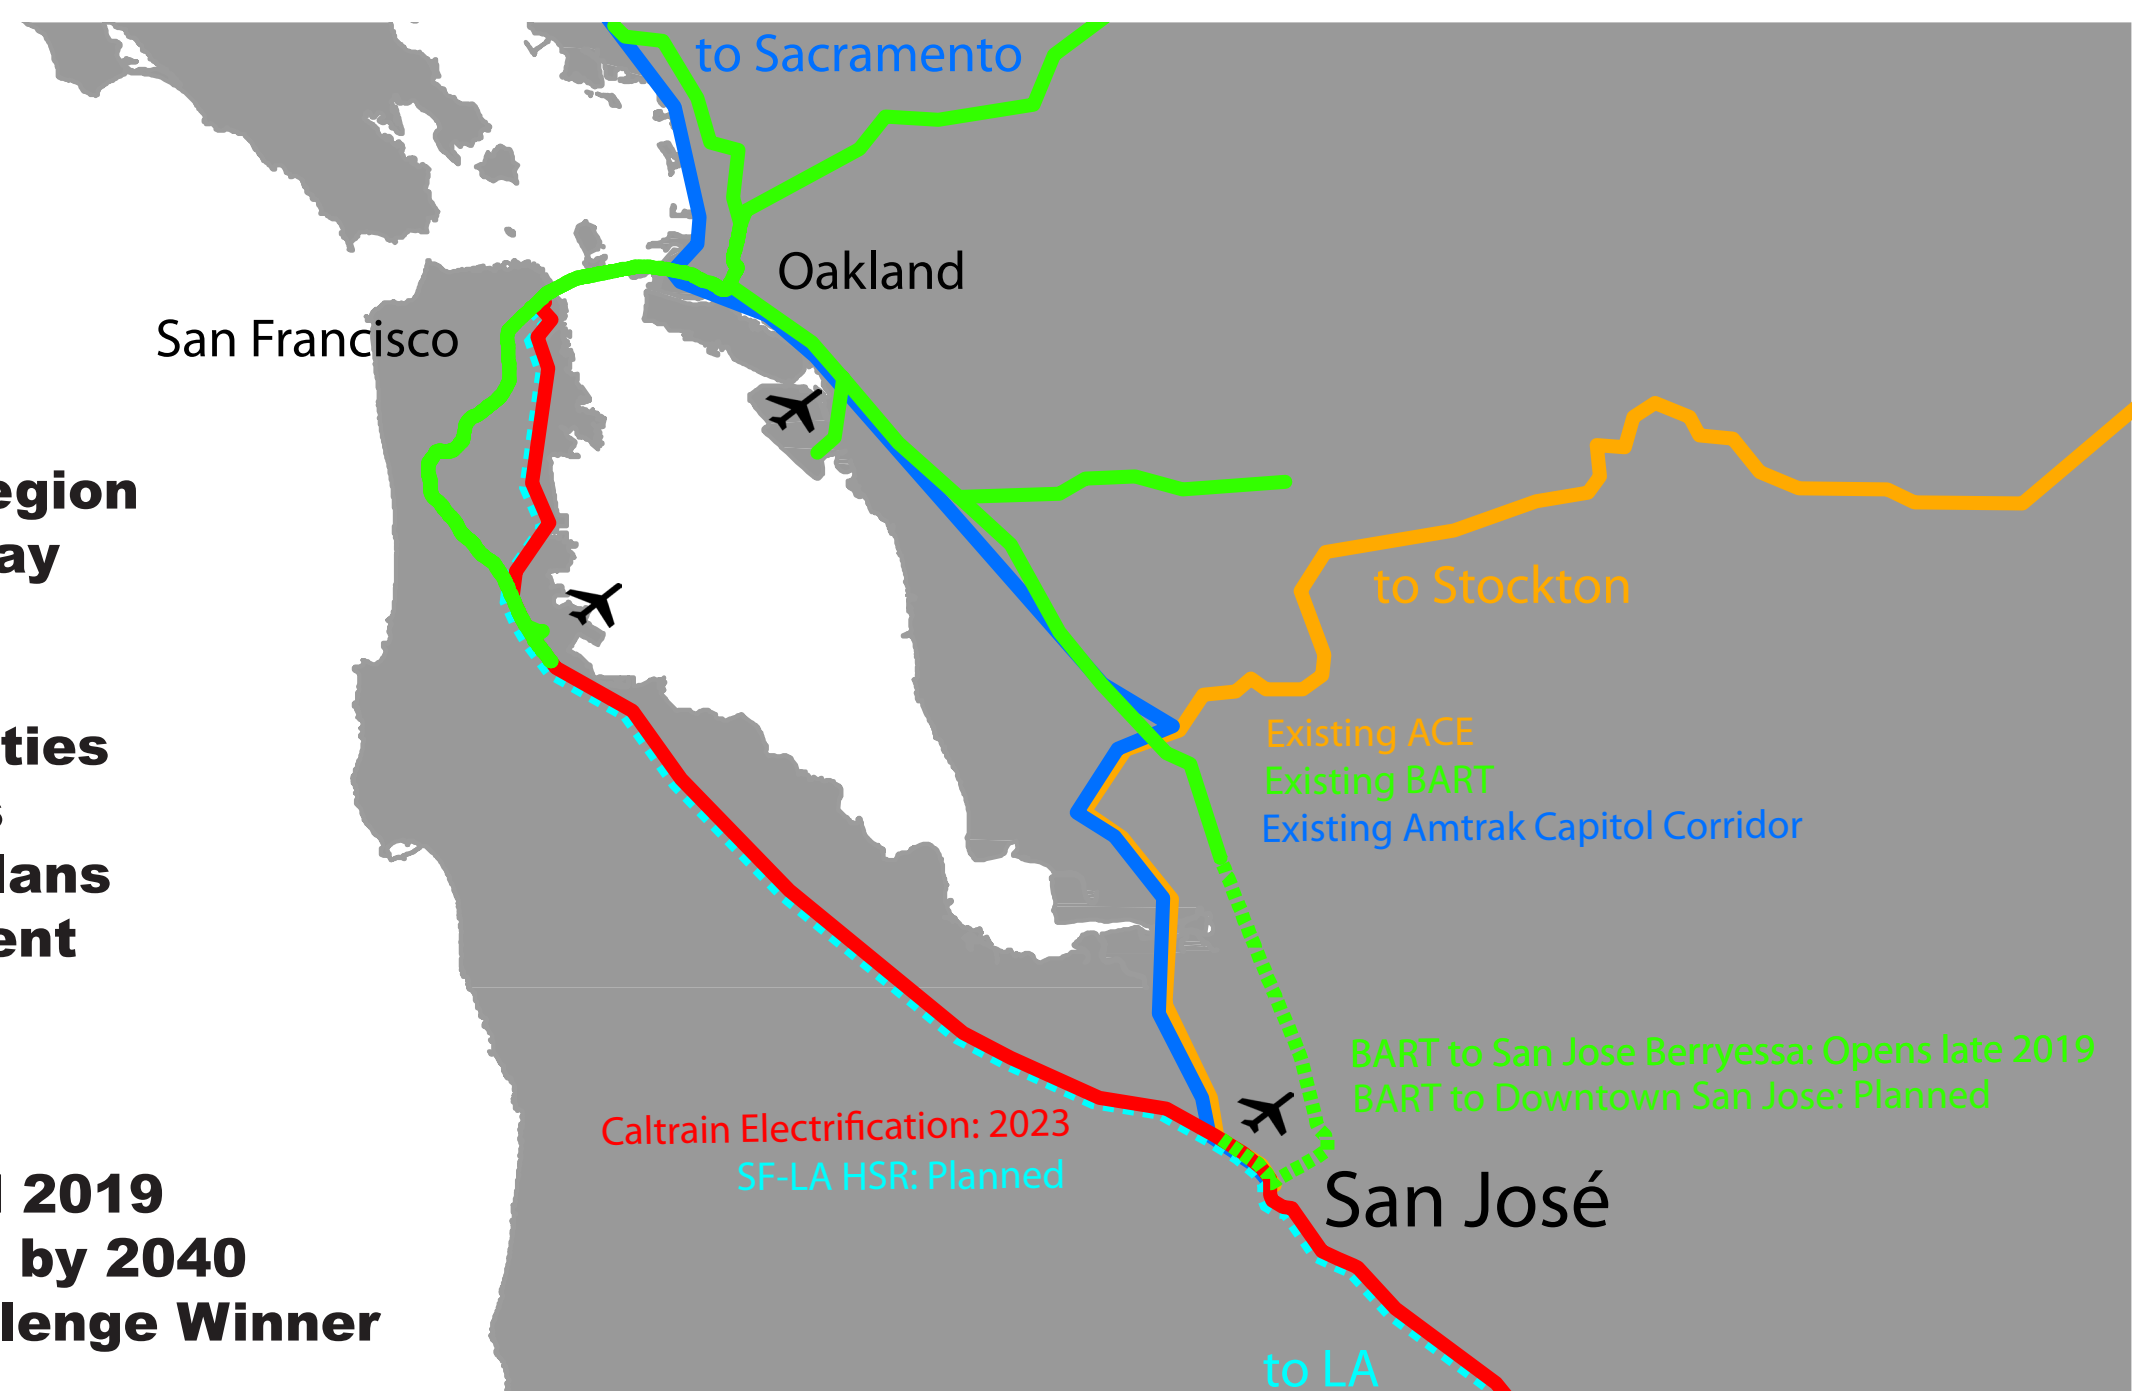 to Sacramento
Oakland
San Francisco
egion
ay
to Stockton
Existing ACE
Existing BART
Existing Amtrak Capitol Corridor
ties
s
lans
ent
BART to San Jose Berryessa: Opens late 2019
BART to Downtown San Jose: Planned
Caltrain Electrification: 2023
SF-LA HSR: Planned
San José
2019
by 2040
lenge Winner
to LA